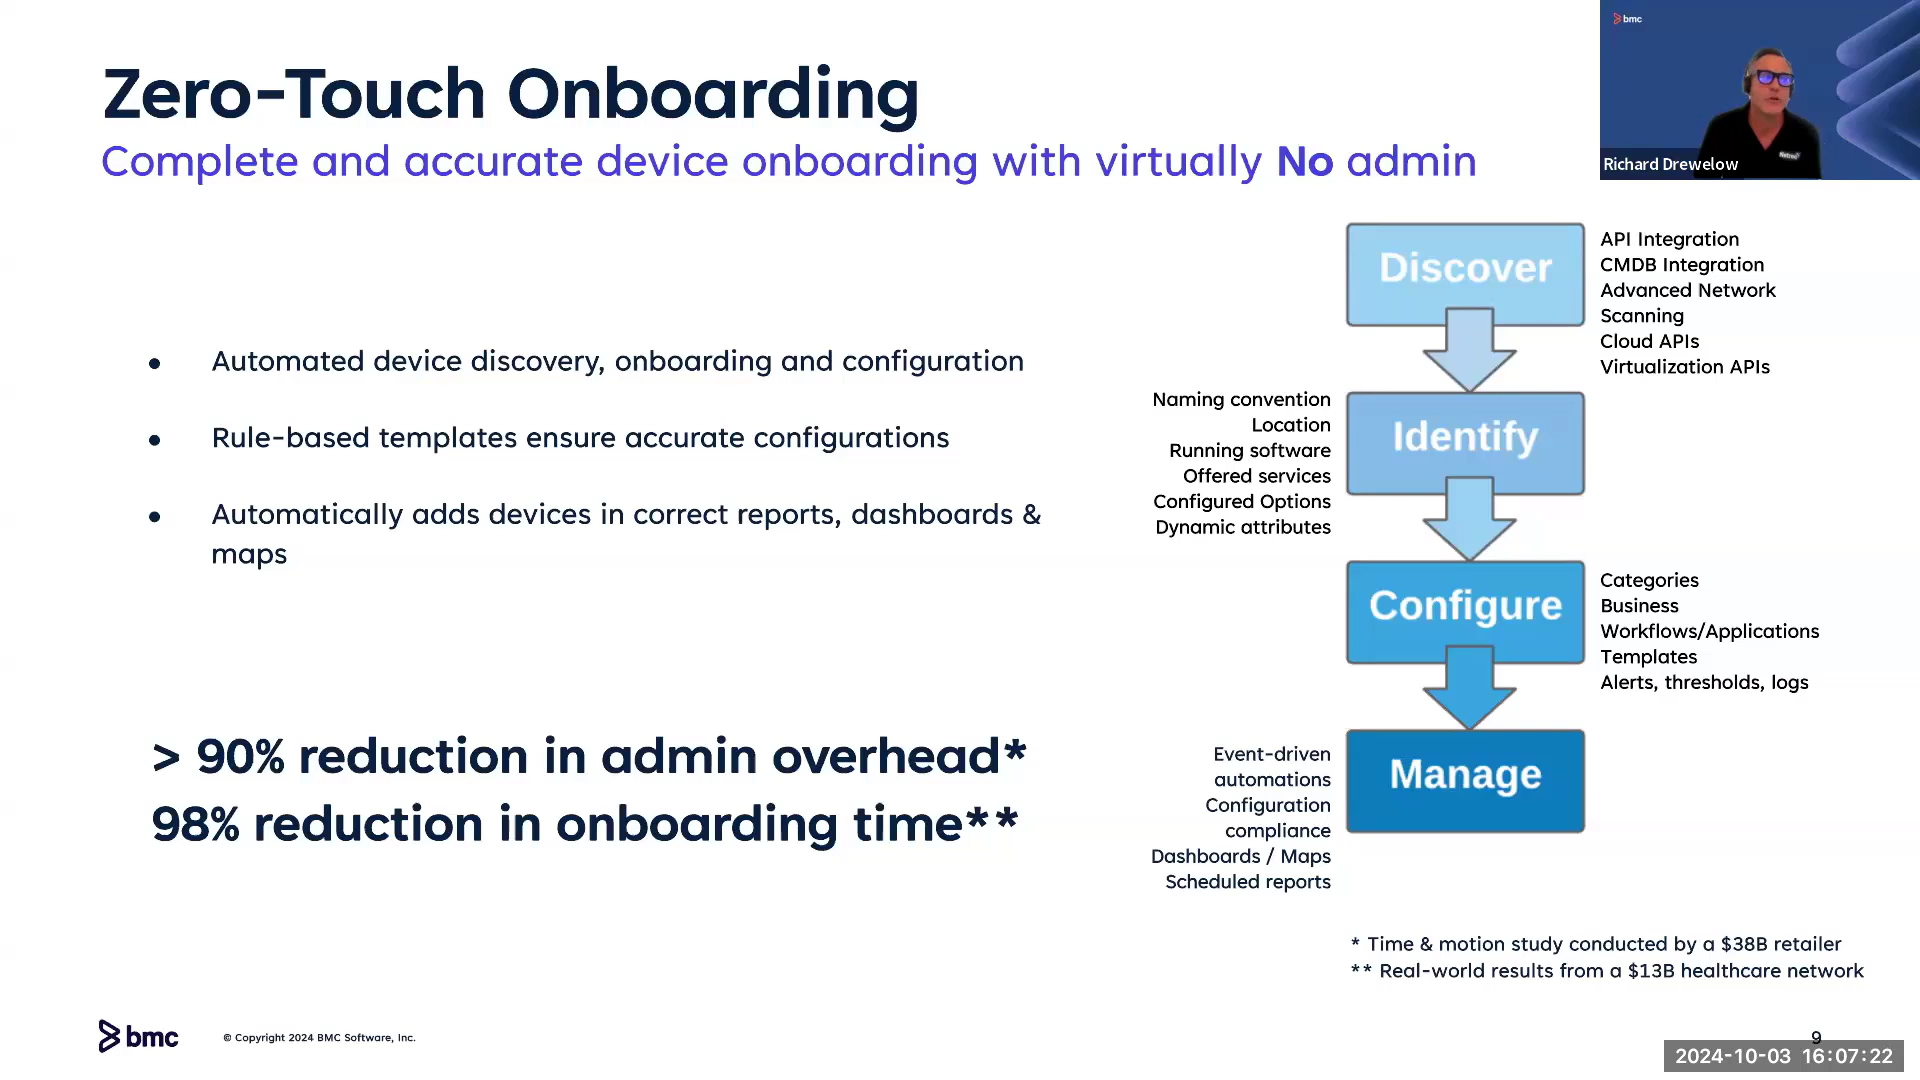 Zero-Touch Onboarding
Complete and accurate device onboarding with virtually No admin
bmc
Netreo
Richard Drewelow
• Automated device discovery, onboarding and configuration
• Rule-based templates ensure accurate configurations
• Automatically adds devices in correct reports, dashboards &
maps
> 90% reduction in admin overhead*
98% reduction in onboarding time**
Discover
API Integration
CMDB Integration
Advanced Network
Scanning
Cloud APIs
Virtualization APIs
Naming convention
Location
Running software
Offered services
Configured Options
Dynamic attributes
Identify
Configure
Categories
Business
Workflows/Applications
Templates
Alerts, thresholds, logs
Event-driven
automations
Configuration
compliance
Dashboards / Maps
Scheduled reports
Manage
* Time & motion study conducted by a $38B retailer
** Real-world results from a $13B healthcare network
bmc
© Copyright 2024 BMC Software, Inc.
9
2024-10-03 16:07:22